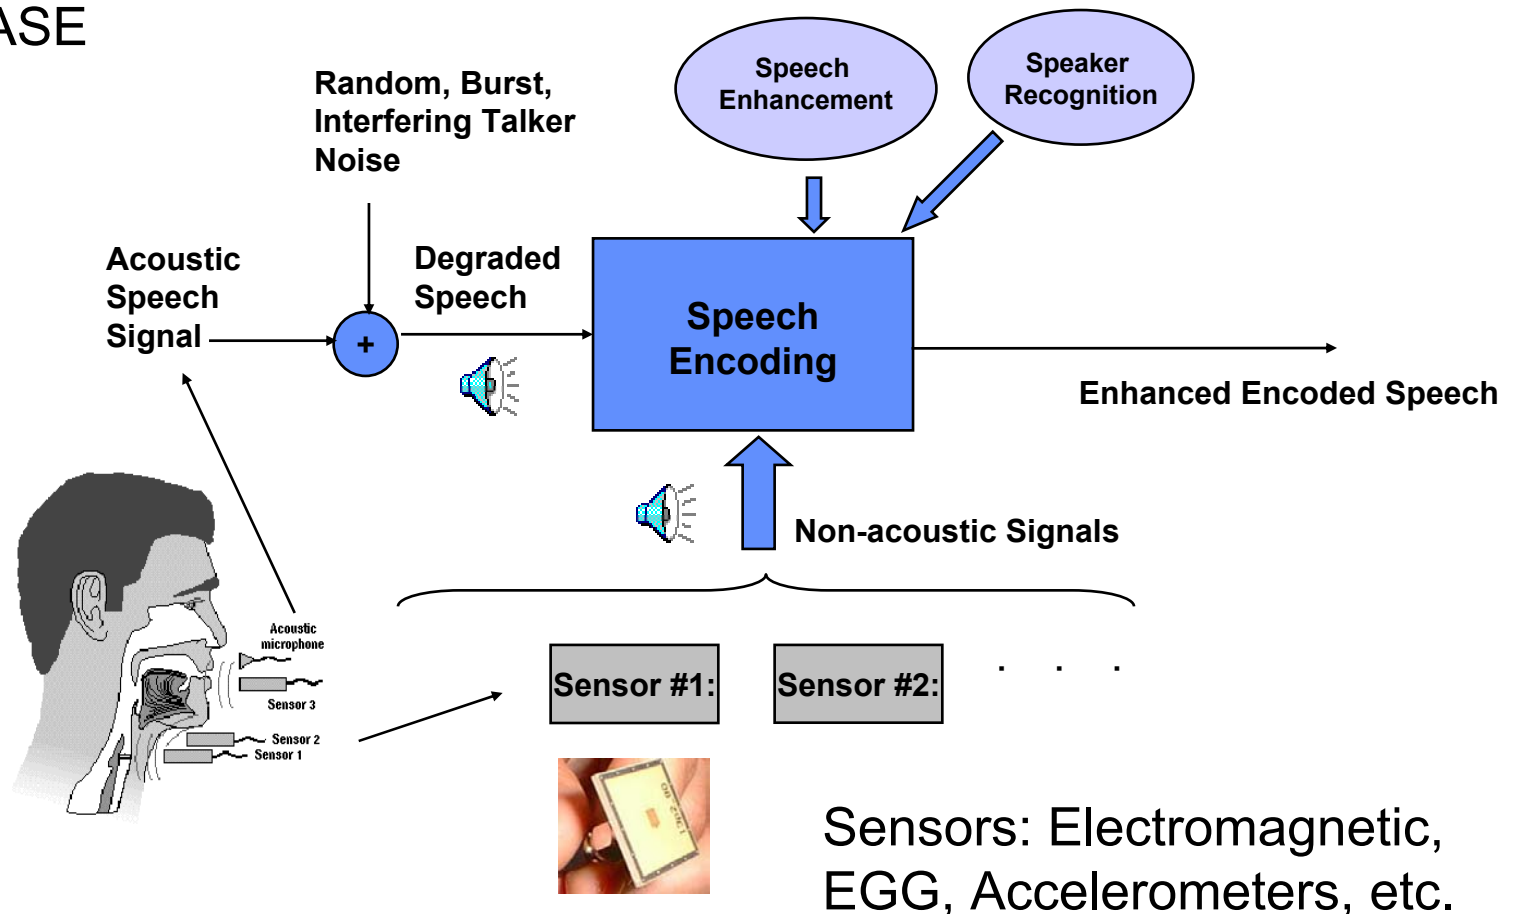 ASE
Random, Burst,
Interfering Talker
Noise
Speech
Enhancement
Speaker
Recognition
Acoustic
Speech
Signal
+
Degraded
Speech
Speech
Encoding
Enhanced Encoded Speech
Non-acoustic Signals
Acoustic
microphone
Sensor 3
Sensor 2
Sensor 1
Sensor #1:
Sensor #2:
. . .
Sensors: Electromagnetic,
EGG, Accelerometers, etc.